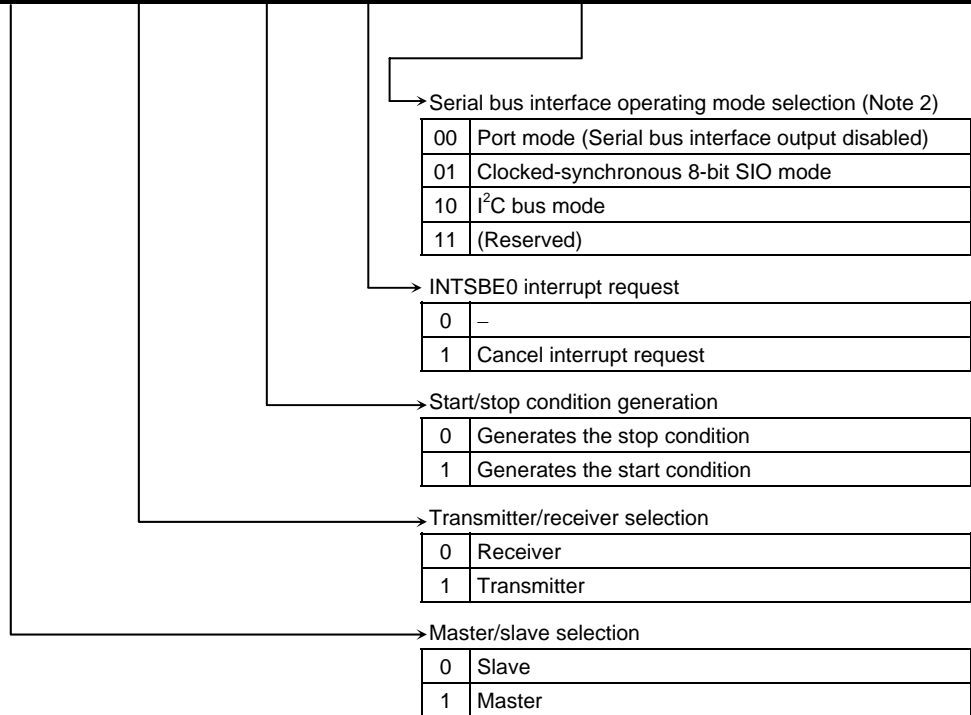 Serial bus interface operating mode selection (Note 2)
00 Port mode (Serial bus interface output disabled)
01 Clocked-synchronous 8-bit SIO mode
10 I²C bus mode
11 (Reserved)
INTSBE0 interrupt request
0 –
1 Cancel interrupt request
Start/stop condition generation
0 Generates the stop condition
1 Generates the start condition
Transmitter/receiver selection
0 Receiver
1 Transmitter
Master/slave selection
0 Slave
1 Master